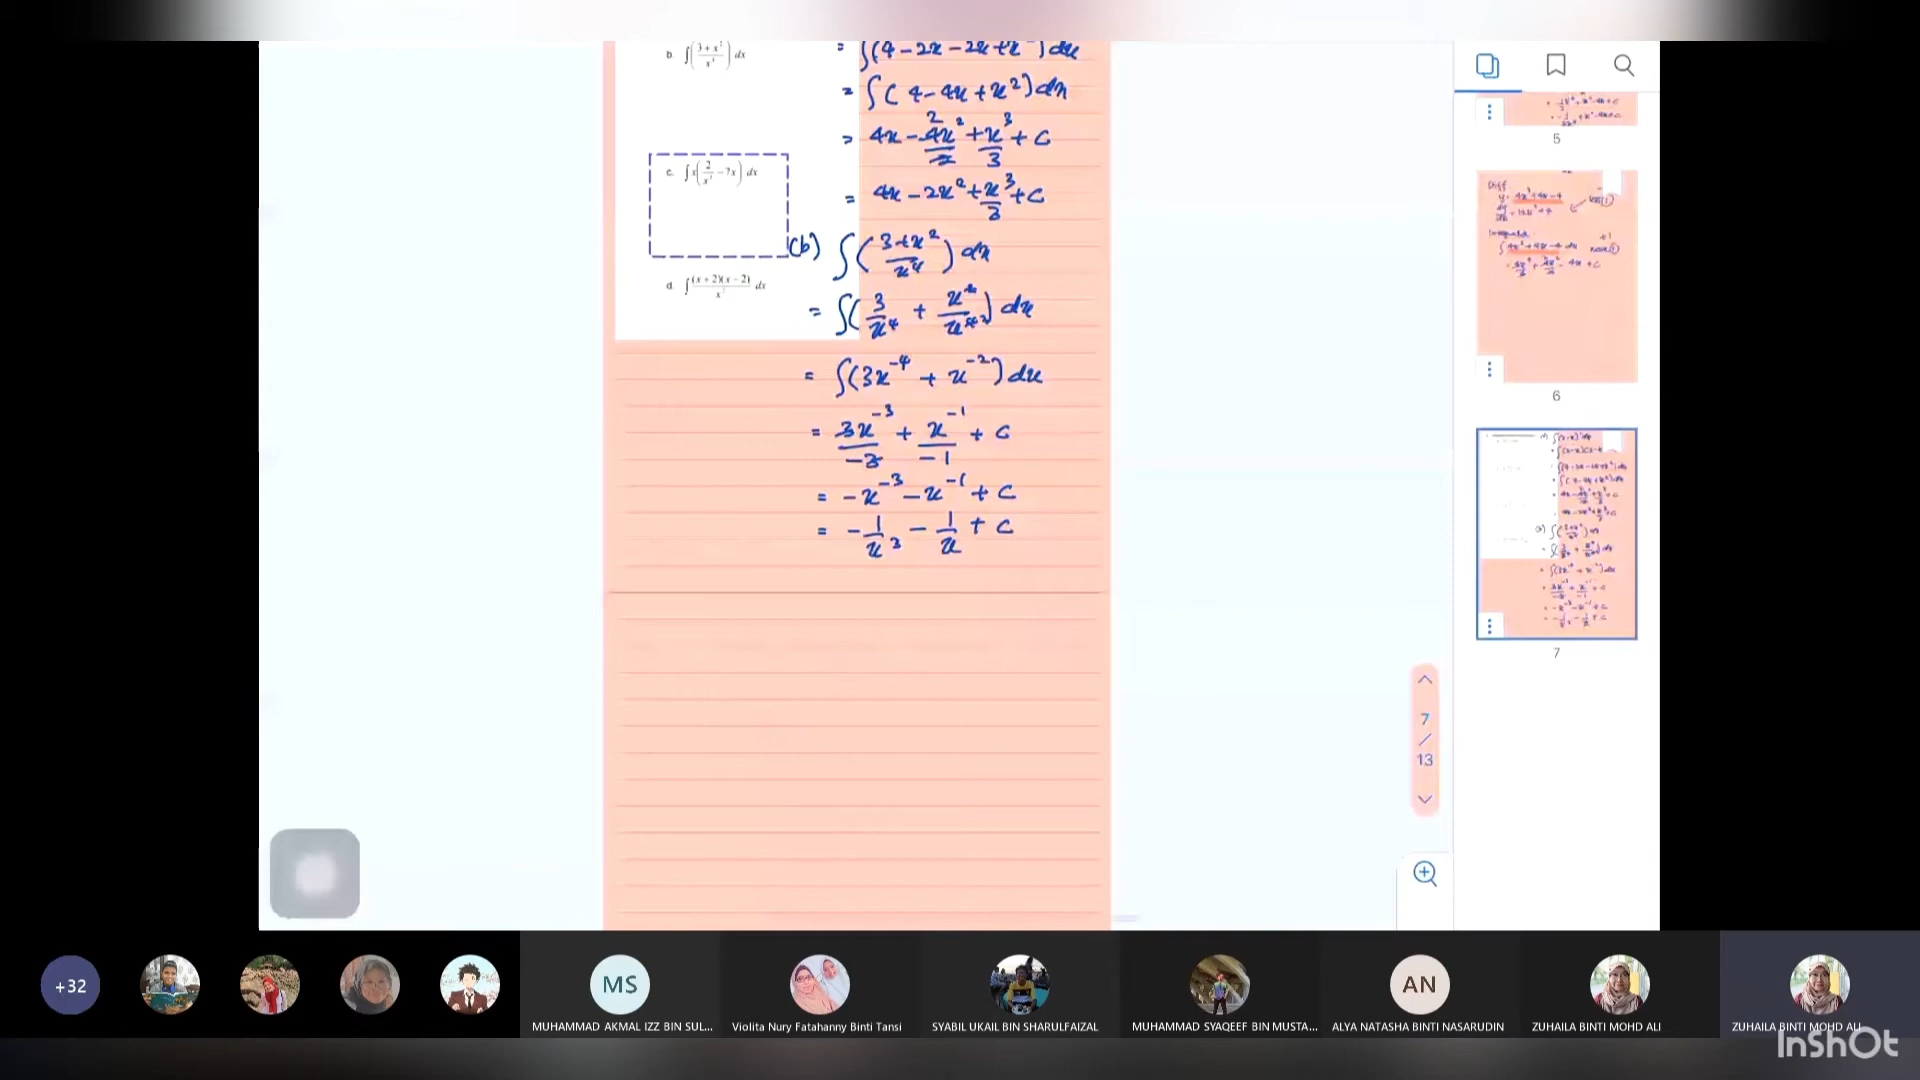 b. ∫(3+x²/x⁴) dx
= ∫(4-2x-2x+x²) dx
= ∫(4-4x+x²) dx
= 4x - 4x²/2 + x³/3 + C
= 4x - 2x² + x³/3 + C
c. ∫x(2/x³ - 7x) dx
(b) ∫(3+x²/x⁴) dx
d. ∫(x+2)(x-2)/x² dx
= ∫(3/x⁴ + x²/x⁴) dx
= ∫(3x⁻⁴ + x⁻²) dx
= 3x⁻³/-3 + x⁻¹/-1 + C
= -x⁻³ - x⁻¹ + C
= -1/x³ - 1/x + C
5
6
7
7
/
13
+32
MS
AN
MUHAMMAD AKMAL IZZ BIN SUL...
Violita Nury Fatahanny Binti Tansi
SYABIL UKAIL BIN SHARULFAIZAL
MUHAMMAD SYAQEEF BIN MUSTA...
ALYA NATASHA BINTI NASARUDIN
ZUHAILA BINTI MOHD ALI
ZUHAILA BINTI MOHD ALI
InShOt